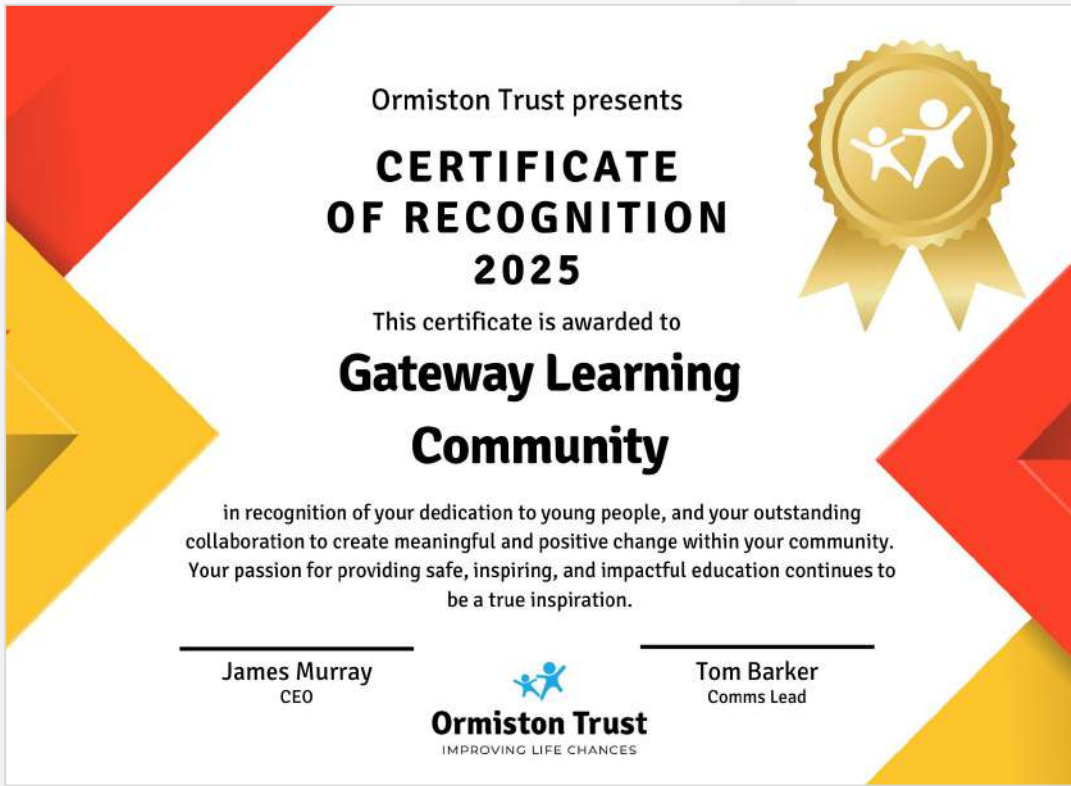 Ormiston Trust presents
CERTIFICATE
OF RECOGNITION
2025
This certificate is awarded to
Gateway Learning
Community
in recognition of your dedication to young people, and your outstanding
collaboration to create meaningful and positive change within your community.
Your passion for providing safe, inspiring, and impactful education continues to
be a true inspiration.
James Murray
CEO
Tom Barker
Comms Lead
Ormiston Trust
IMPROVING LIFE CHANCES